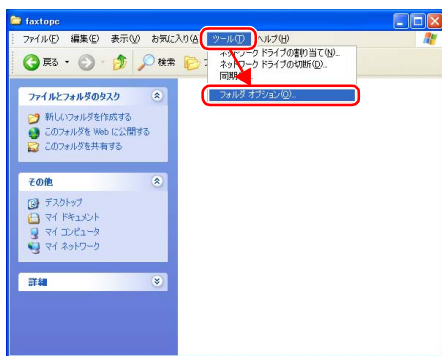 faxtopc
ファイル(F) 編集(E) 表示(V) お気に入り(A) ツール(T) ヘルプ(H)
ネットワーク ドライブの割り当て(N)...
ネットワーク ドライブの切断(D)...
同期
フォルダ オプション(O)...
戻る 検索
ファイルとフォルダのタスク
新しいフォルダを作成する
このフォルダを Web に公開する
このフォルダを共有する
その他
デスクトップ
マイ ドキュメント
マイ コンピュータ
マイ ネットワーク
詳細